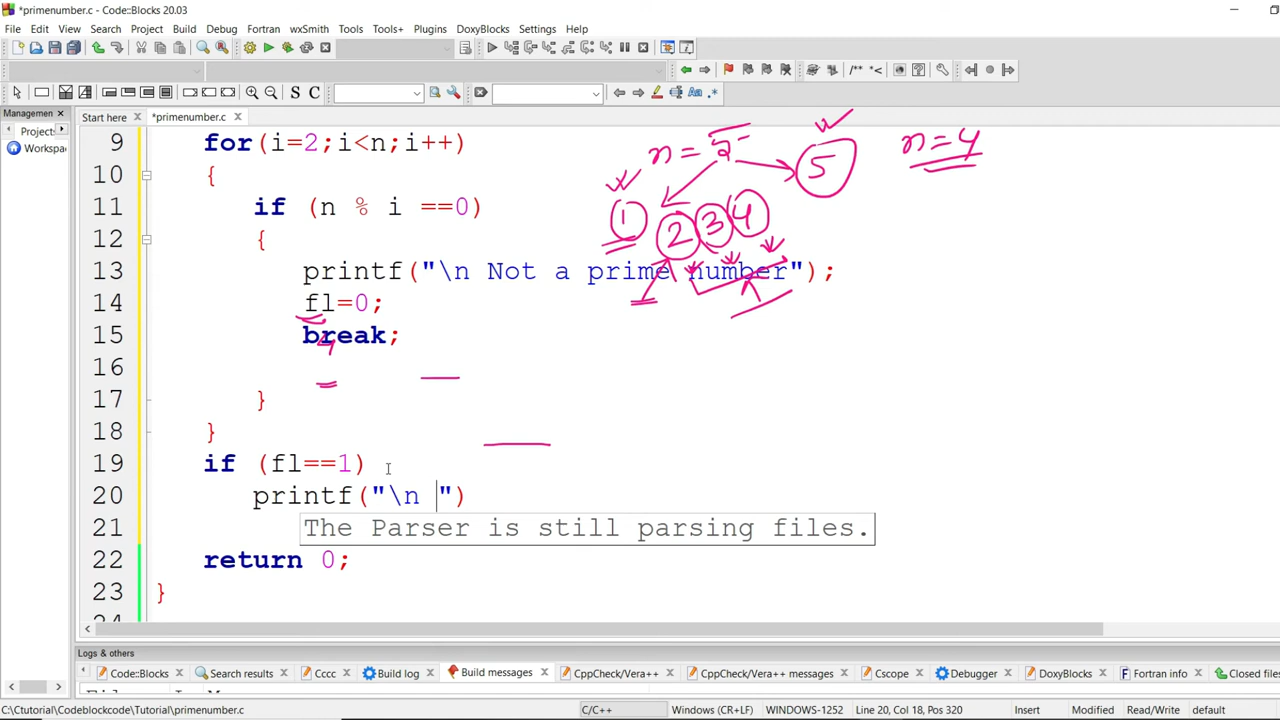 *primenumber.c - Code::Blocks 20.03
File Edit View Search Project Build Debug Fortran wxSmith Tools Tools+ Plugins DoxyBlocks Settings Help
/** *<
S C Aa .*
Managemen × Start here × *primenumber.c ×
Projects
Workspa
9 for(i=2;i<n;i++)
10 {
11 if (n % i ==0)
12 {
13 printf("\n Not a prime number");
14 fl=0;
15 break;
16
17 }
18 }
19 if (fl==1)
20 printf("\n ")
21
22 return 0;
23 }
24
The Parser is still parsing files.
n = 5
n=4
1 2 3 4
4
Logs & others
Code::Blocks × Search results × Cccc × Build log × Build messages × CppCheck/Vera++ × CppCheck/Vera++ messages × Cscope × Debugger × DoxyBlocks × Fortran info × Closed files
C:\Ctutorial\Codeblockcode\Tutorial\primenumber.c C/C++ Windows (CR+LF) WINDOWS-1252 Line 20, Col 18, Pos 320 Insert Modified Read/Write default